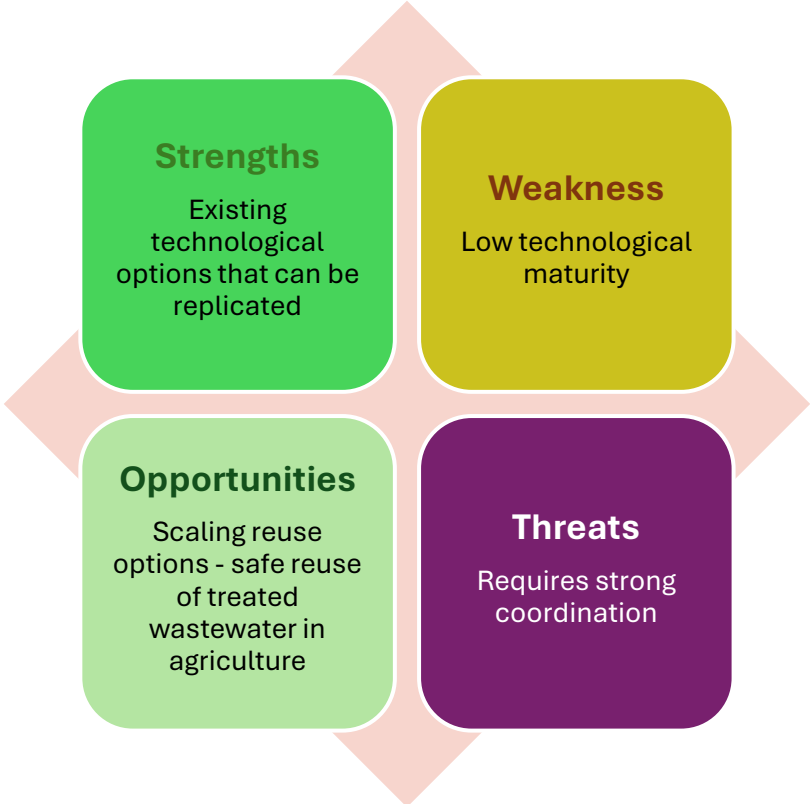 Strengths
Existing
technological
options that can be
replicated
Weakness
Low technological
maturity
Opportunities
Scaling reuse
options - safe reuse
of treated
wastewater in
agriculture
Threats
Requires strong
coordination